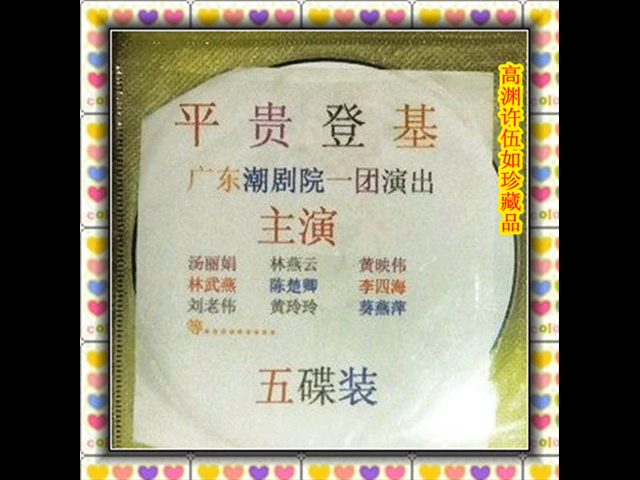 平贵登基
广东潮剧院一团演出
主演
汤丽娟 林燕云 黄映伟
林武燕 陈楚卿 李四海
刘老伟 黄玲玲 葵燕萍
等………
五碟装
高渊许伍如珍藏品